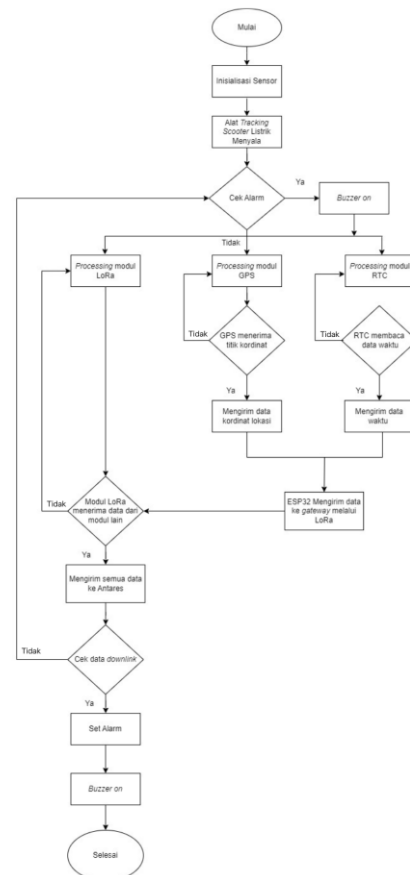 Mulai
Inisialisasi Sensor
Alat Tracking
Scooter Listrik
Menyala
Cek Alarm
Ya
Buzzer on
Tidak
Processing modul
LoRa
Processing modul
GPS
Processing modul
RTC
Tidak
GPS menerima
titik kordinat
Tidak
RTC membaca
data waktu
Ya
Ya
Mengirim data
kordinat lokasi
Mengirim data
waktu
Tidak
Modul LoRa
menerima data dari
modul lain
ESP32 Mengirim data
ke gateway melalui
LoRa
Ya
Mengirim semua data
ke Antares
Tidak
Cek data downlink
Ya
Set Alarm
Buzzer on
Selesai